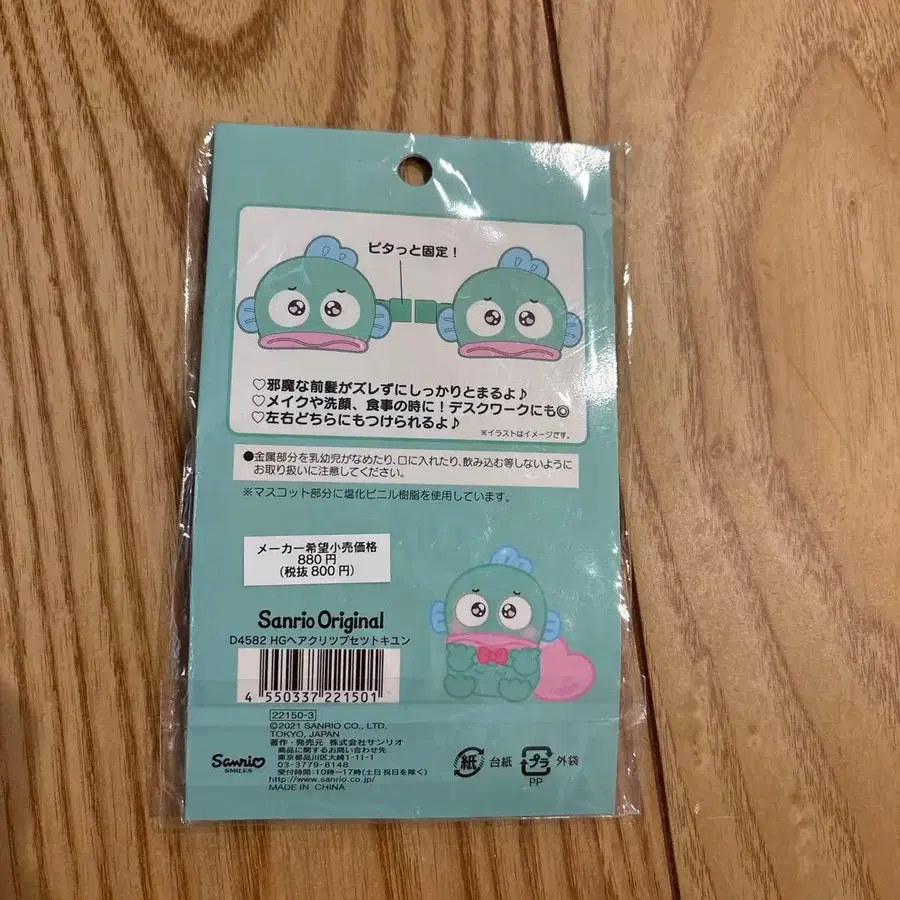 ピタっと固定！
♡邪魔な前髪がズレずにしっかりとまるよ♪
♡メイクや洗顔、食事の時に！デスクワークにも◎
♡左右どちらにもつけられるよ♪
※イラストはイメージです。
●金属部分を乳幼児がなめたり、口に入れたり、飲み込む等しないように
お取り扱いに注意してください。
※マスコット部分に塩化ビニル樹脂を使用しています。
メーカー希望小売価格
880円
(税抜800円)
Sanrio Original
D4582 HGヘアクリツプセツトキユン
4 550337 221501
22150-3
©2021 SANRIO CO., LTD.
TOKYO, JAPAN
著作・発売元 株式会社サンリオ
商品に関するお問い合わせ先
東京都品川区大崎1-11-1
03-3779-8148
受付時間:10時〜17時(土日祝日を除く)
http://www.sanrio.co.jp/
MADE IN CHINA
Sanrio
SMILES
紙 台紙
プラ 外袋
PP